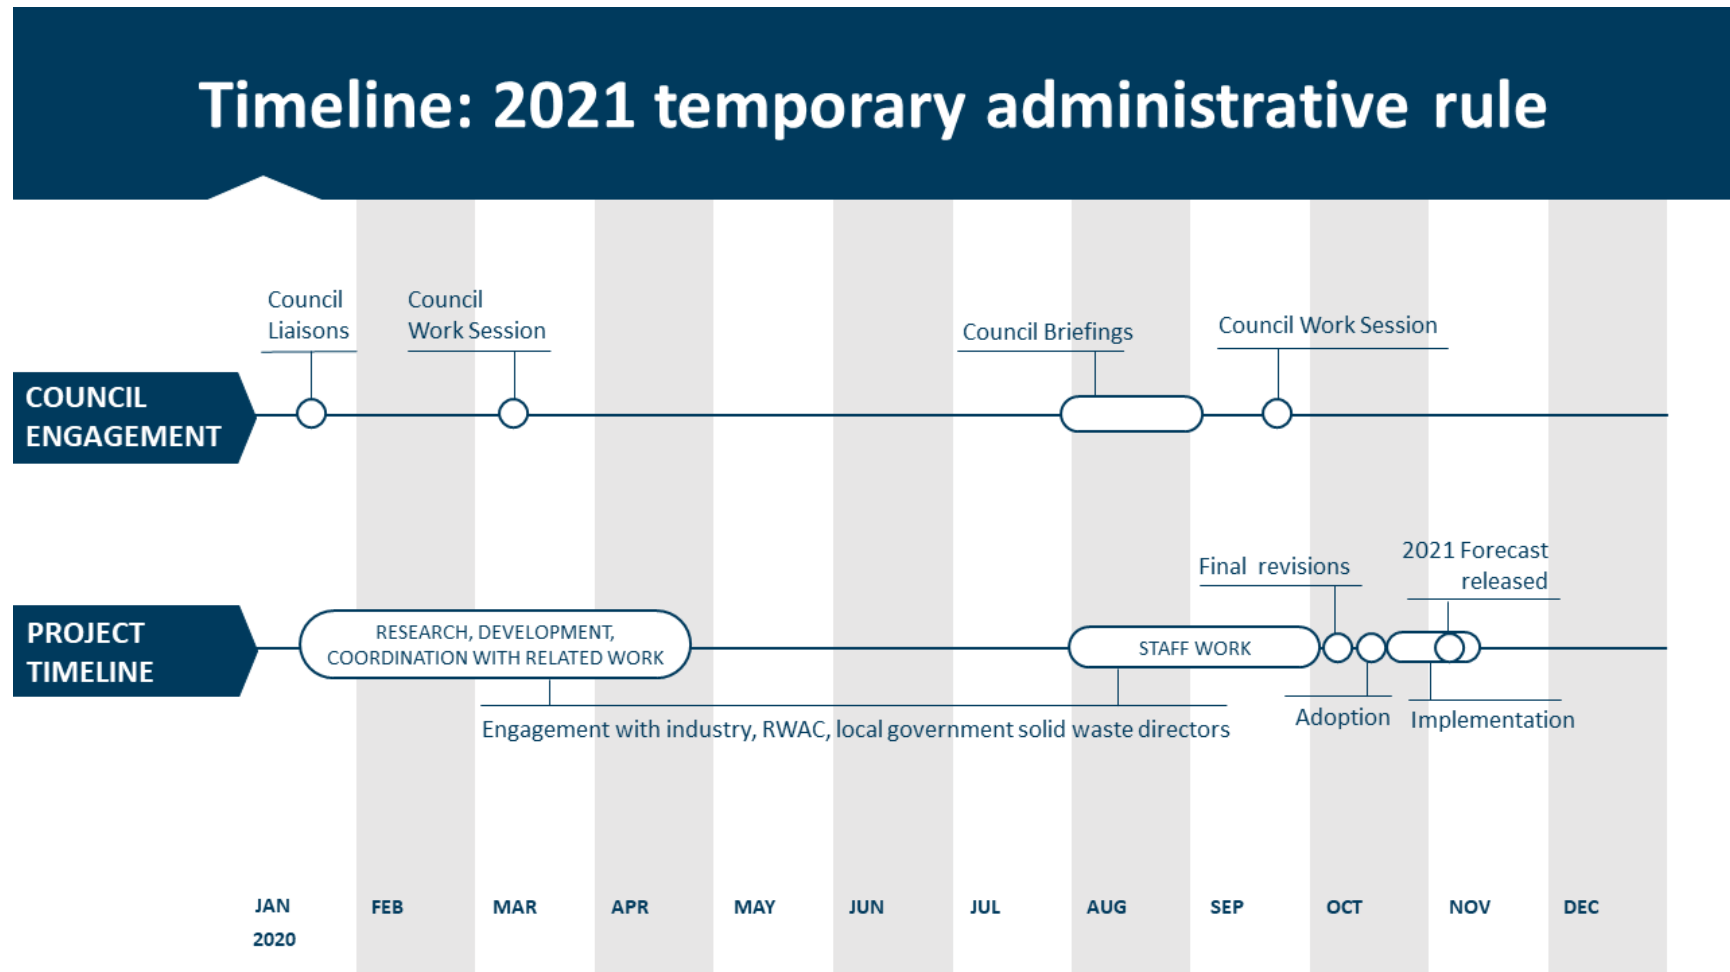 Timeline: 2021 temporary administrative rule
Council
Liaisons
Council
Work Session
Council Briefings
Council Work Session
COUNCIL
ENGAGEMENT
Final revisions
2021 Forecast
released
PROJECT
TIMELINE
RESEARCH, DEVELOPMENT,
COORDINATION WITH RELATED WORK
STAFF WORK
Engagement with industry, RWAC, local government solid waste directors
Adoption
Implementation
JAN
2020
FEB
MAR
APR
MAY
JUN
JUL
AUG
SEP
OCT
NOV
DEC